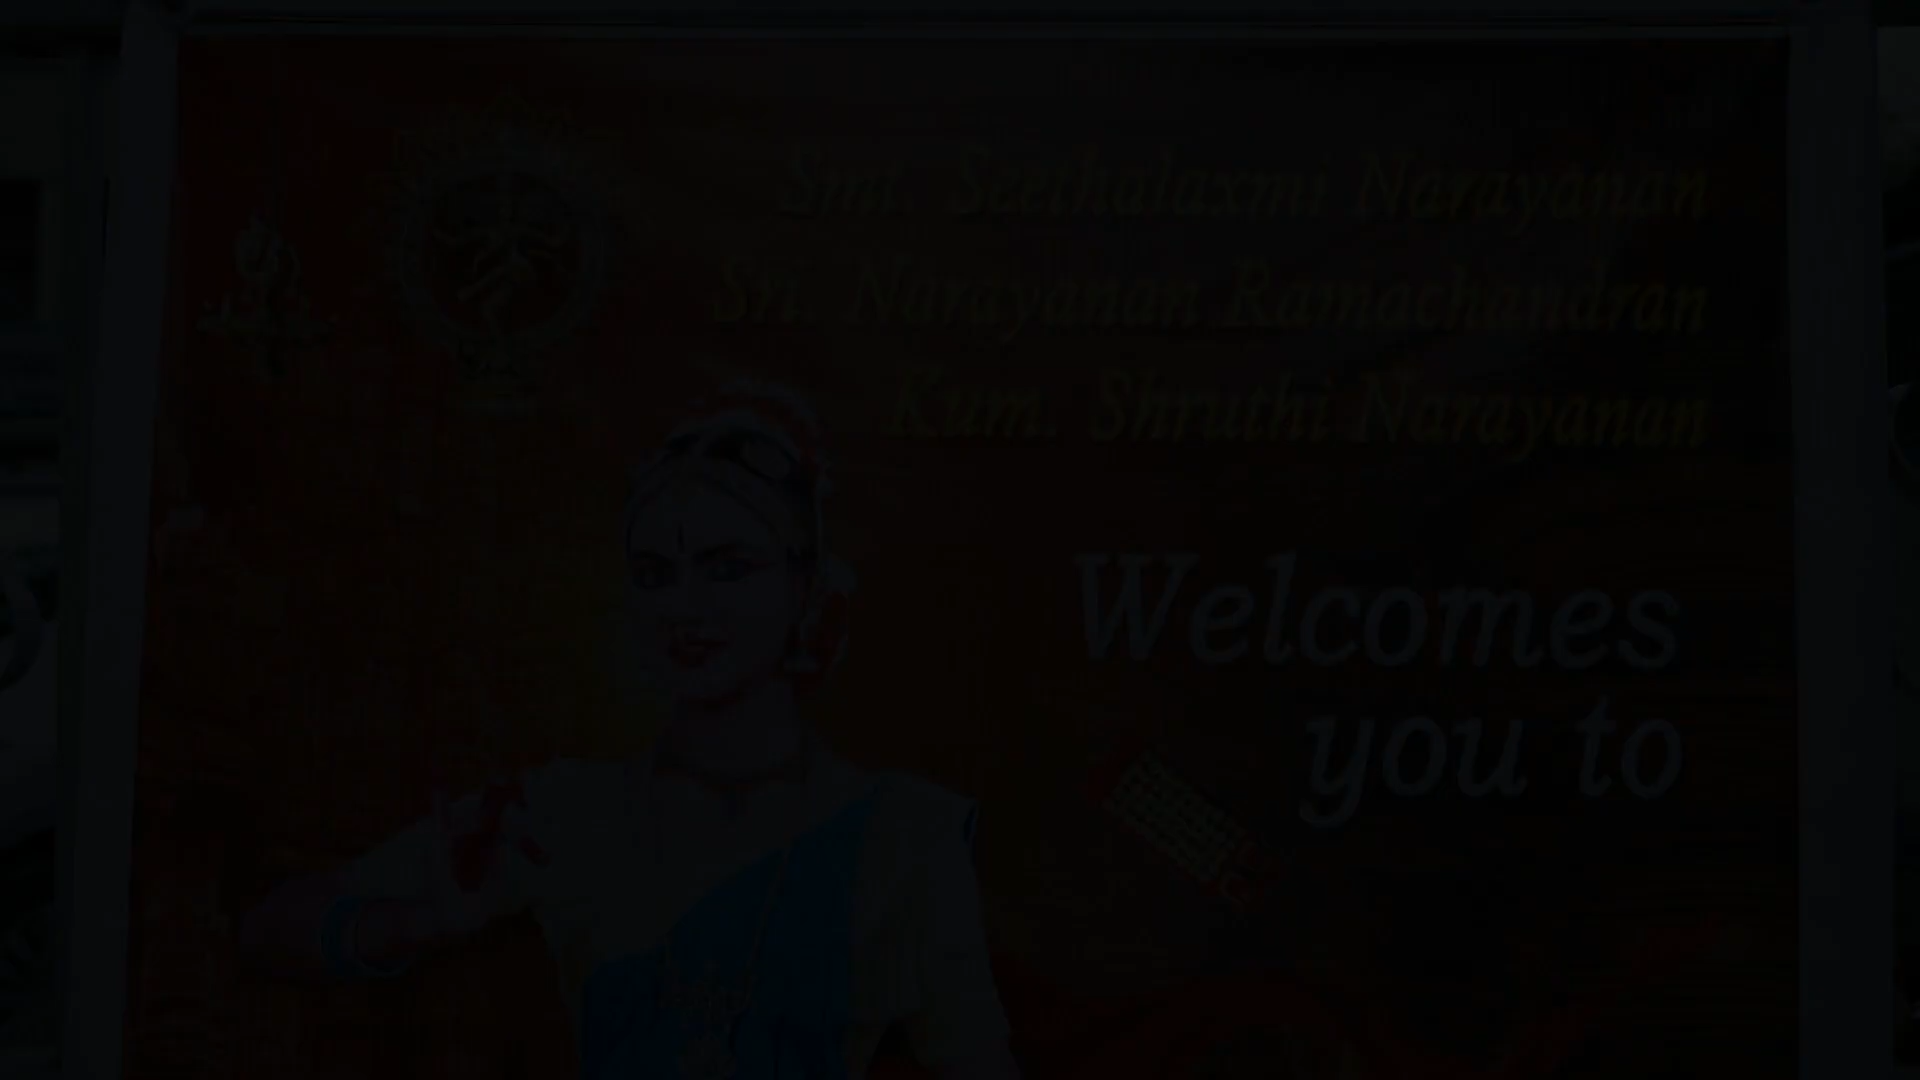 Smt. Seethalaxmi Narayanan
Sri. Narayanan Ramachandran
Kum. Shruthi Narayanan
Welcomes
you to